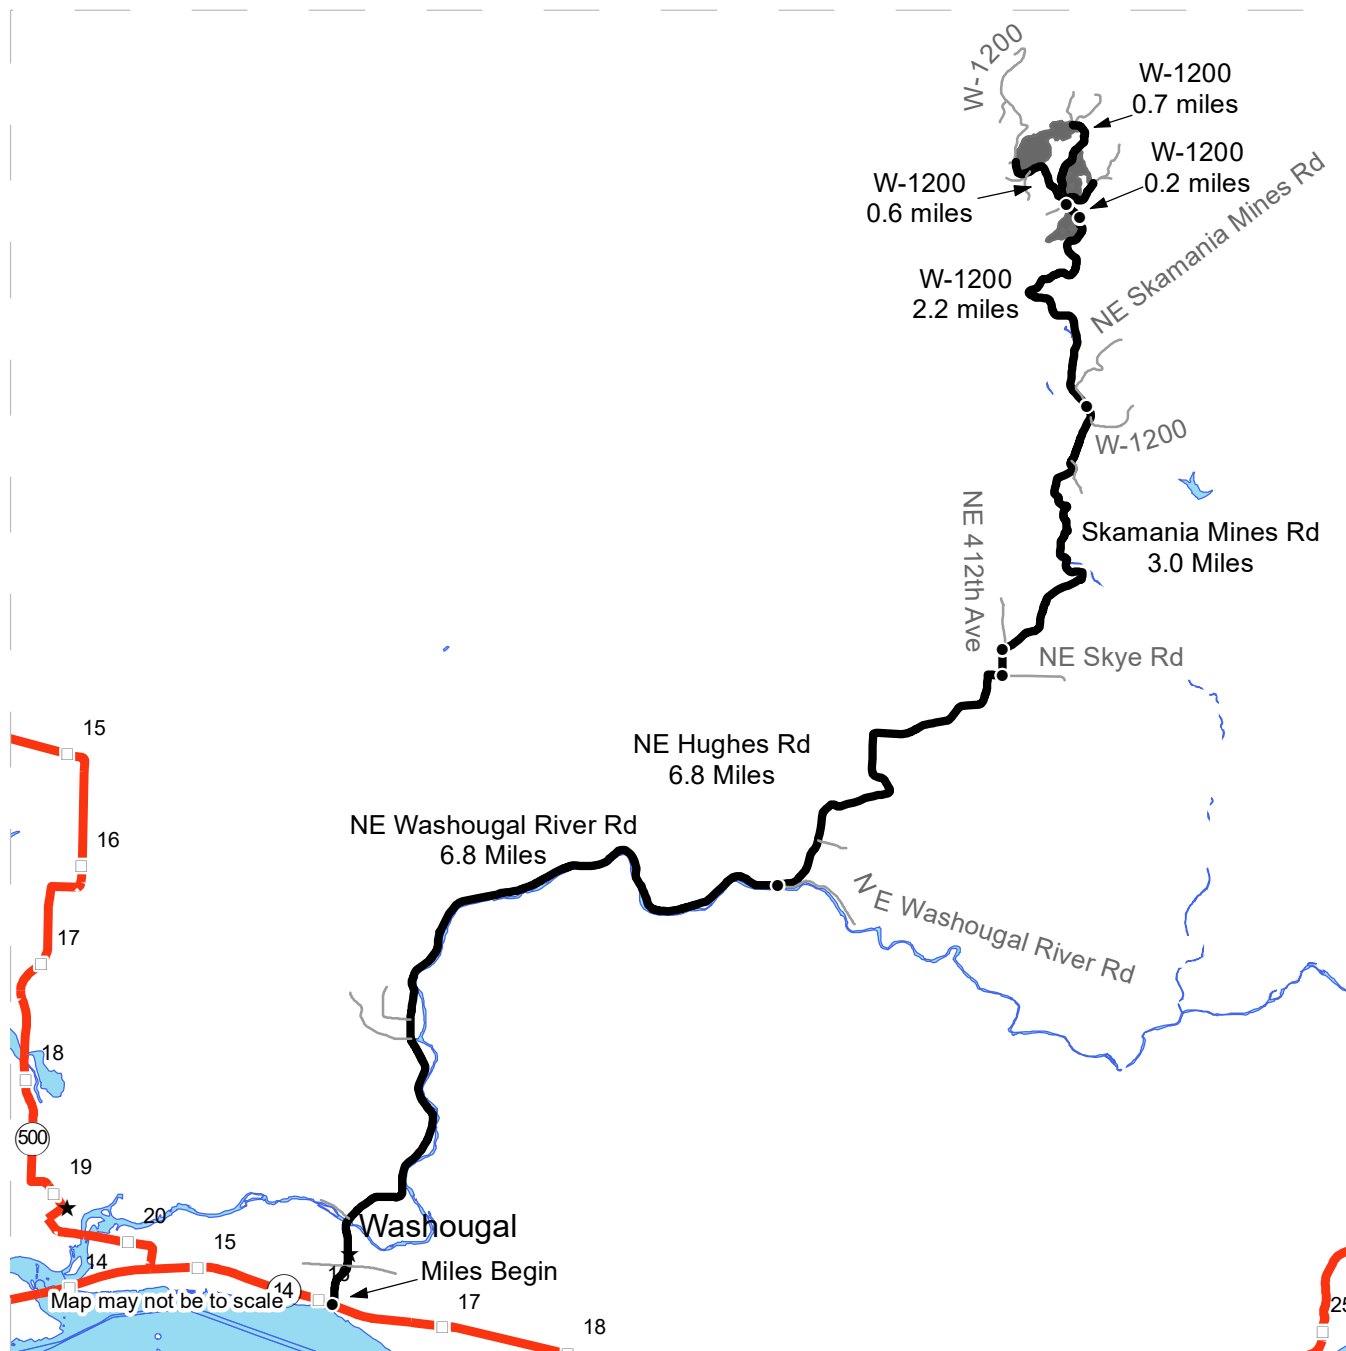 W-1200
W-1200
0.7 miles
W-1200
0.2 miles
W-1200
0.6 miles
NE Skamania Mines Rd
W-1200
2.2 miles
W-1200
NE 412th Ave
Skamania Mines Rd
3.0 Miles
NE Skye Rd
15
NE Hughes Rd
6.8 Miles
16
NE Washougal River Rd
6.8 Miles
NE Washougal River Rd
17
18
500
19
20
Washougal
15
14
Miles Begin
14
Map may not be to scale
17
18